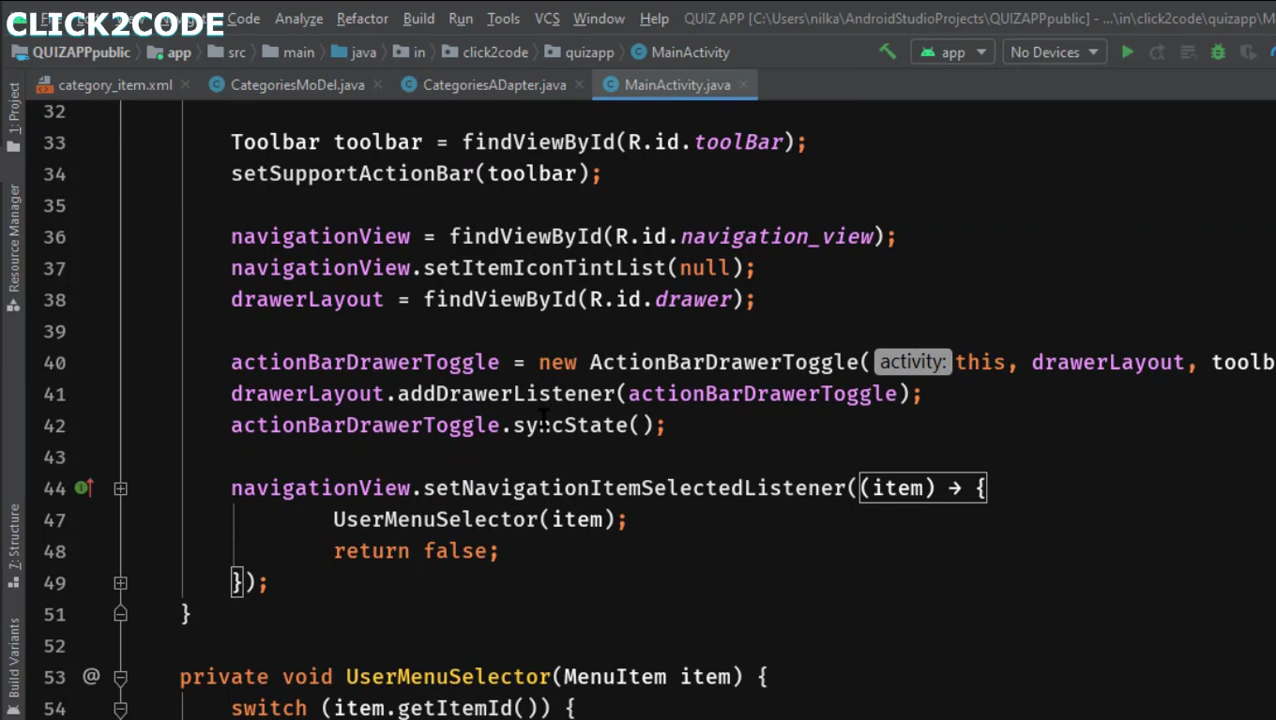 CLICK2CODE
Code Analyze Refactor Build Run Tools VCS Window Help QUIZ APP [C:\Users\nilka\AndroidStudioProjects\QUIZAPPpublic] - ...\in\click2code\quizapp\M
QUIZAPPpublic app src main java in click2code quizapp MainActivity app No Devices
category_item.xml CategoriesMoDel.java CategoriesADapter.java MainActivity.java
1: Project
Resource Manager
7: Structure
Build Variants
32
33 Toolbar toolbar = findViewById(R.id.toolBar);
34 setSupportActionBar(toolbar);
35
36 navigationView = findViewById(R.id.navigation_view);
37 navigationView.setItemIconTintList(null);
38 drawerLayout = findViewById(R.id.drawer);
39
40 actionBarDrawerToggle = new ActionBarDrawerToggle( activity: this, drawerLayout, toolb
41 drawerLayout.addDrawerListener(actionBarDrawerToggle);
42 actionBarDrawerToggle.syncState();
43
44 navigationView.setNavigationItemSelectedListener((item) → {
47 UserMenuSelector(item);
48 return false;
49 });
51 }
52
53 @ private void UserMenuSelector(MenuItem item) {
54 switch (item.getItemId()) {